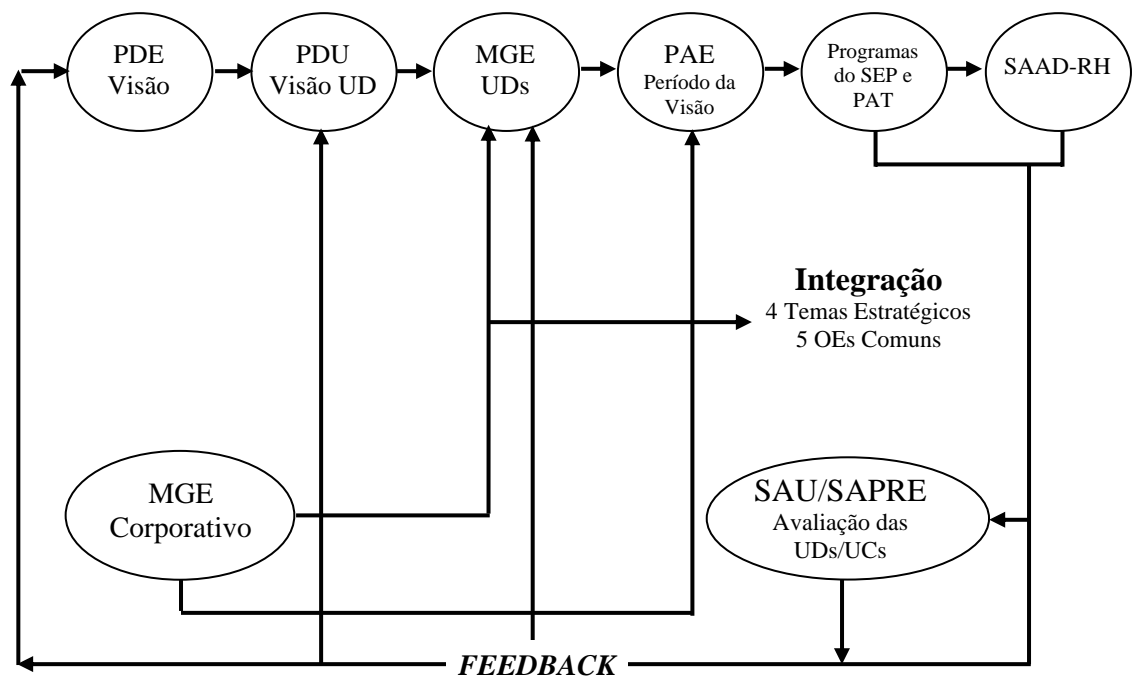 PDE
Visão
PDU
Visão UD
MGE
UDs
PAE
Período da
Visão
Programas
do SEP e
PAT
SAAD-RH
Integração
4 Temas Estratégicos
5 OEs Comuns
MGE
Corporativo
SAU/SAPRE
Avaliação das
UDs/UCs
FEEDBACK